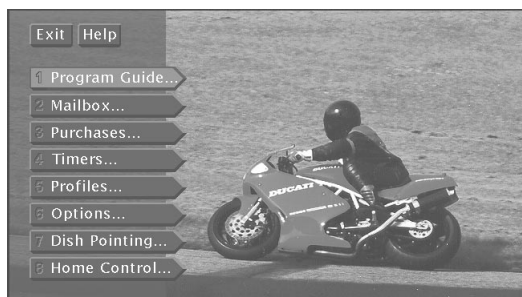 Exit Help
1 Program Guide...
2 Mailbox...
3 Purchases...
4 Timers...
5 Profiles...
6 Options...
7 Dish Pointing...
8 Home Control...
DUCATI